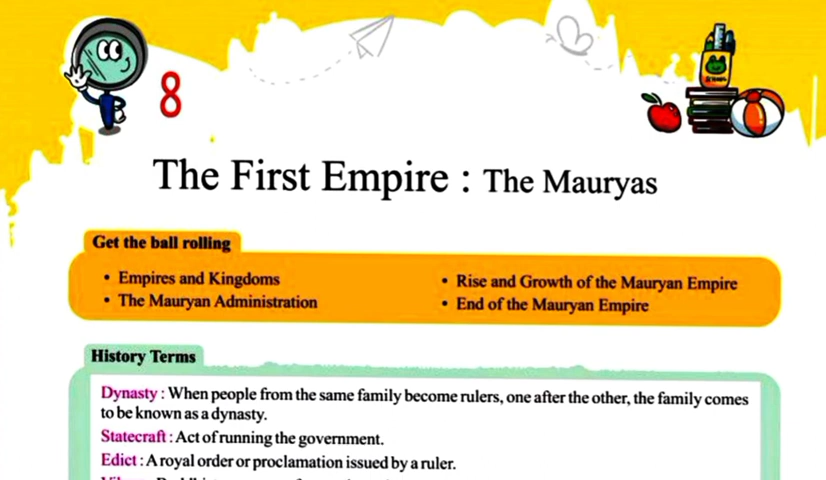 8
The First Empire : The Mauryas
Get the ball rolling
• Empires and Kingdoms
• The Mauryan Administration
• Rise and Growth of the Mauryan Empire
• End of the Mauryan Empire
History Terms
Dynasty : When people from the same family become rulers, one after the other, the family comes
to be known as a dynasty.
Statecraft : Act of running the government.
Edict : A royal order or proclamation issued by a ruler.